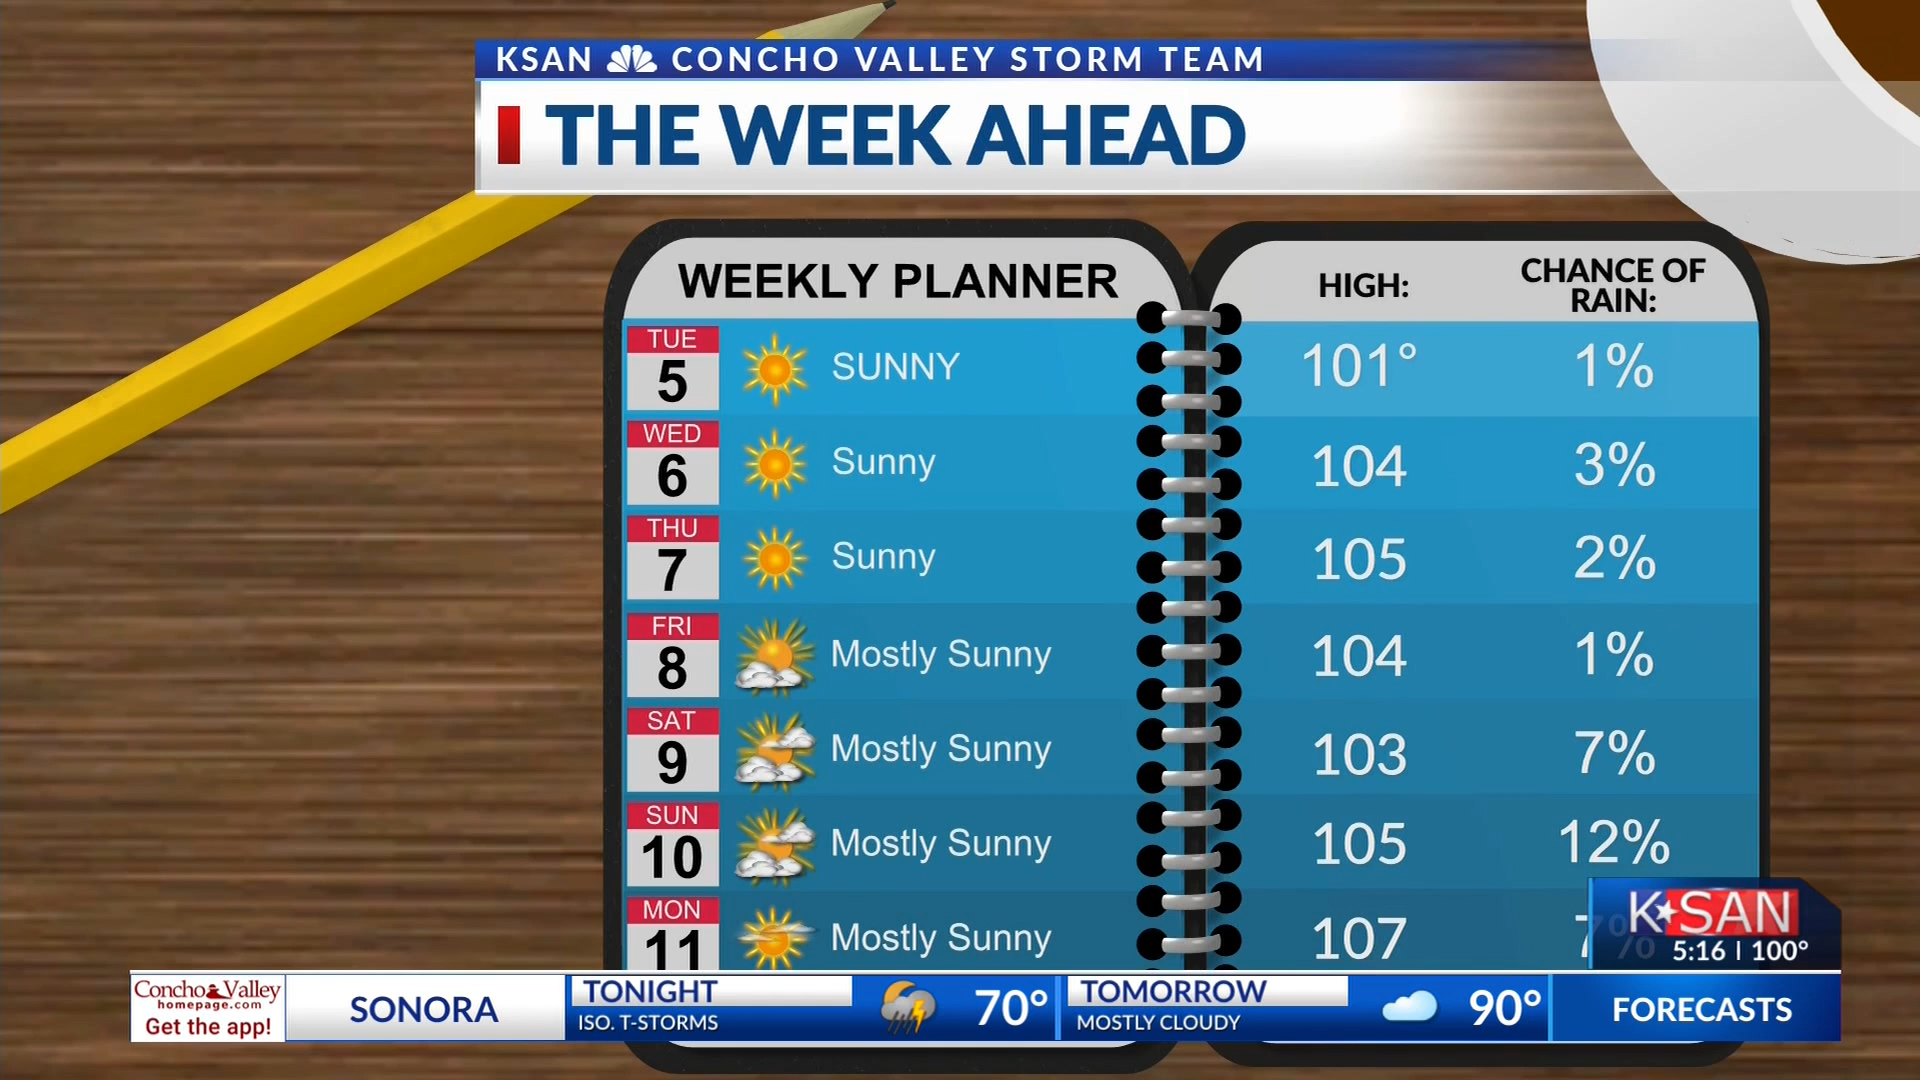 KSAN CONCHO VALLEY STORM TEAM
THE WEEK AHEAD
WEEKLY PLANNER HIGH: CHANCE OF
RAIN:
TUE
5 SUNNY 101° 1%
WED
6 Sunny 104 3%
THU
7 Sunny 105 2%
FRI
8 Mostly Sunny 104 1%
SAT
9 Mostly Sunny 103 7%
SUN
10 Mostly Sunny 105 12%
MON
11 Mostly Sunny 107 7%
KSAN
5:16 | 100°
Concho Valley
homepage.com
Get the app!
SONORA
TONIGHT
ISO. T-STORMS
70°
TOMORROW
MOSTLY CLOUDY
90°
FORECASTS